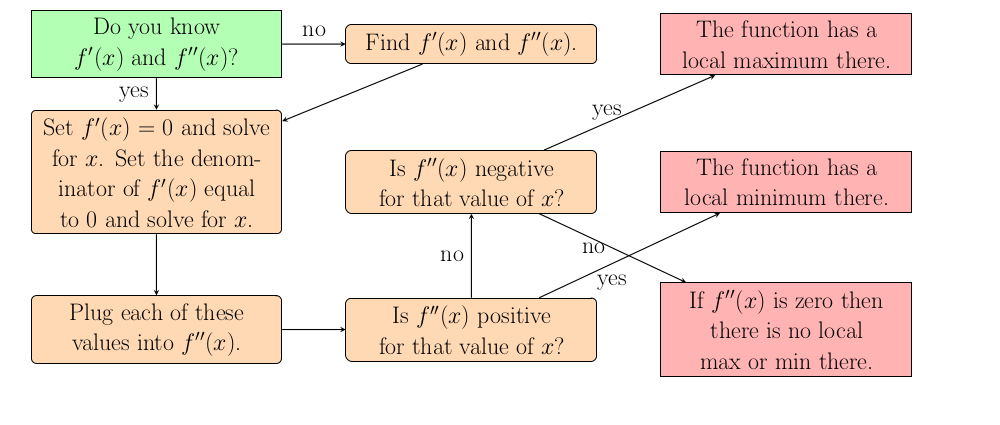 Do you know
f′(x) and f″(x)?
no
Find f′(x) and f″(x).
yes
Set f′(x) = 0 and solve
for x. Set the denom-
inator of f′(x) equal
to 0 and solve for x.
Plug each of these
values into f″(x).
Is f″(x) positive
for that value of x?
no
yes
Is f″(x) negative
for that value of x?
yes
no
The function has a
local maximum there.
The function has a
local minimum there.
If f″(x) is zero then
there is no local
max or min there.